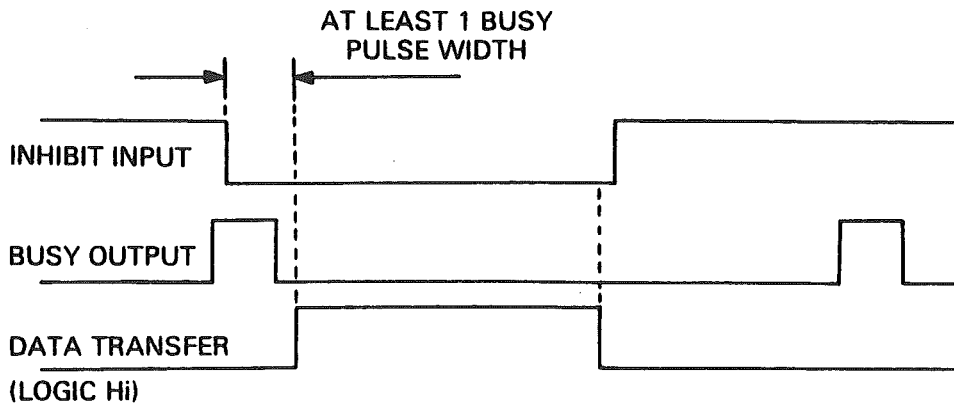 AT LEAST 1 BUSY
PULSE WIDTH
INHIBIT INPUT
BUSY OUTPUT
DATA TRANSFER
(LOGIC Hi)